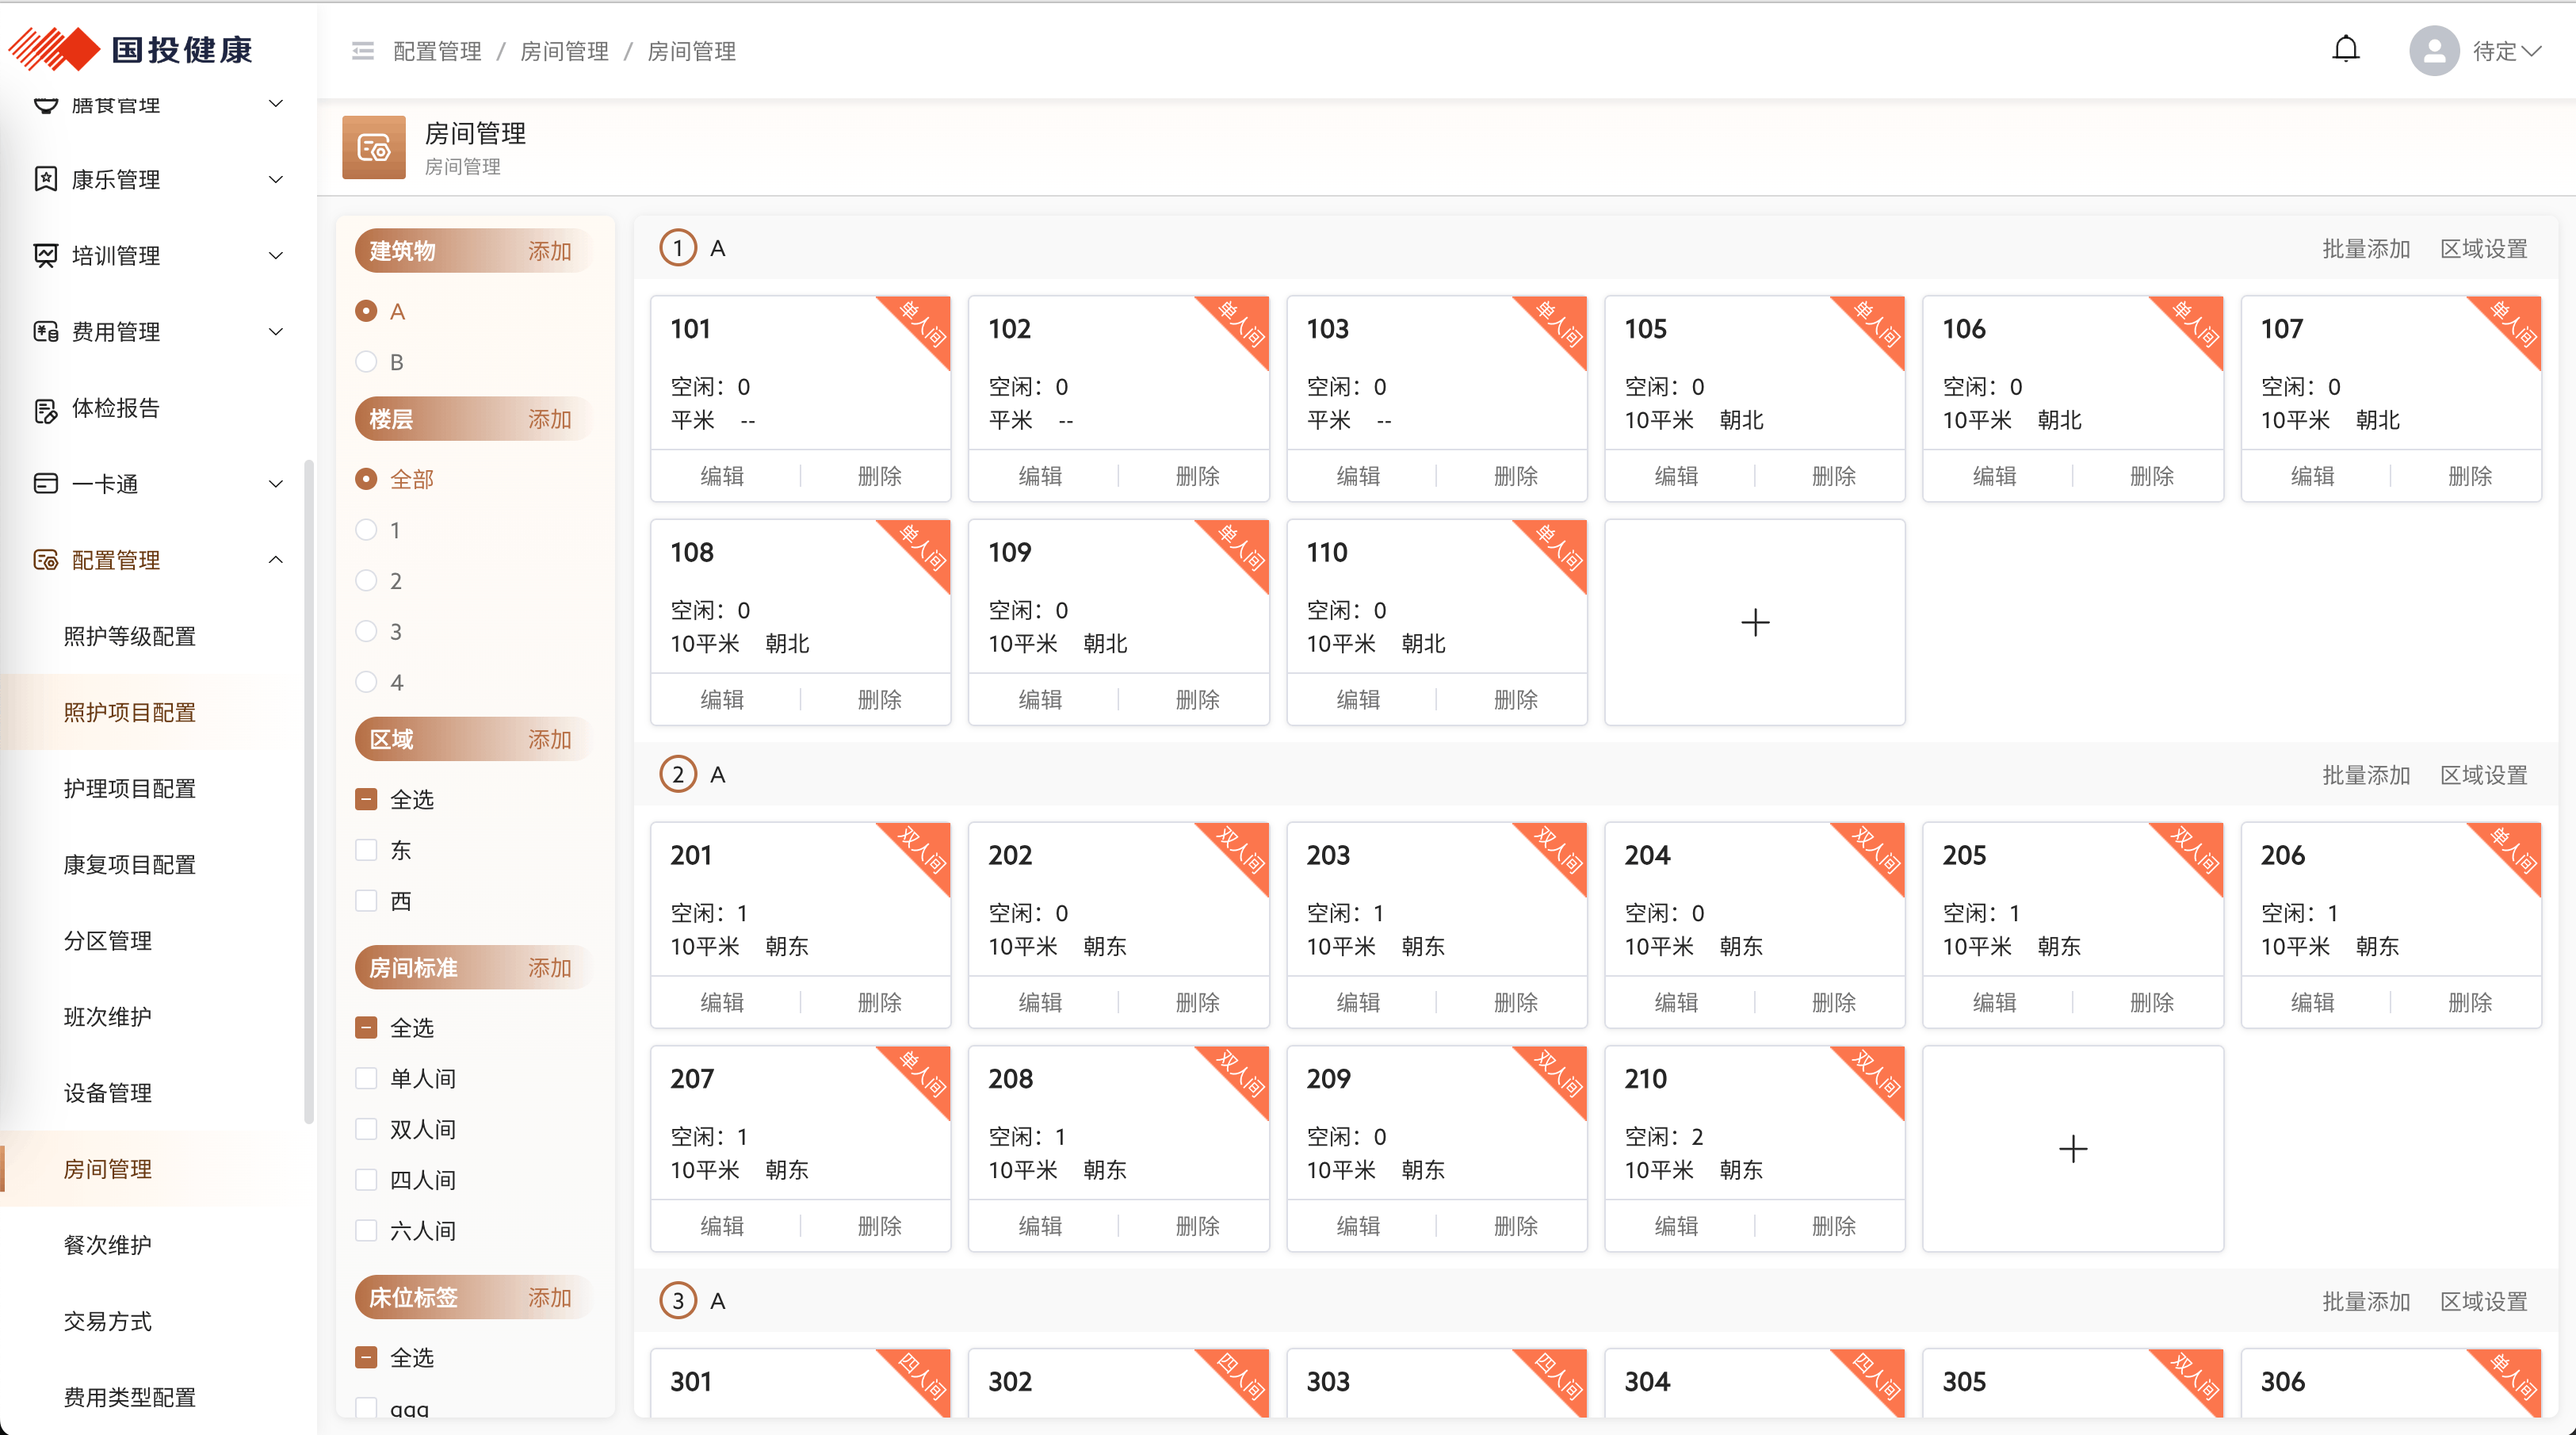 国投健康
膳食管理
康乐管理
培训管理
费用管理
体检报告
一卡通
配置管理
照护等级配置
照护项目配置
护理项目配置
康复项目配置
分区管理
班次维护
设备管理
房间管理
餐次维护
交易方式
费用类型配置
配置管理 / 房间管理 / 房间管理
待定
房间管理
房间管理
建筑物 添加
A
B
楼层 添加
全部
1
2
3
4
区域 添加
全选
东
西
房间标准 添加
全选
单人间
双人间
四人间
六人间
床位标签 添加
全选
qqq
1 A 批量添加 区域设置
101 单人间
空闲：0
平米 --
编辑 删除
102 单人间
空闲：0
平米 --
编辑 删除
103 单人间
空闲：0
平米 --
编辑 删除
105 单人间
空闲：0
10平米 朝北
编辑 删除
106 单人间
空闲：0
10平米 朝北
编辑 删除
107 单人间
空闲：0
10平米 朝北
编辑 删除
108 单人间
空闲：0
10平米 朝北
编辑 删除
109 单人间
空闲：0
10平米 朝北
编辑 删除
110 单人间
空闲：0
10平米 朝北
编辑 删除
2 A 批量添加 区域设置
201 双人间
空闲：1
10平米 朝东
编辑 删除
202 双人间
空闲：0
10平米 朝东
编辑 删除
203 双人间
空闲：1
10平米 朝东
编辑 删除
204 双人间
空闲：0
10平米 朝东
编辑 删除
205 双人间
空闲：1
10平米 朝东
编辑 删除
206 单人间
空闲：1
10平米 朝东
编辑 删除
207 单人间
空闲：1
10平米 朝东
编辑 删除
208 双人间
空闲：1
10平米 朝东
编辑 删除
209 双人间
空闲：0
10平米 朝东
编辑 删除
210 双人间
空闲：2
10平米 朝东
编辑 删除
3 A 批量添加 区域设置
301 四人间
302 四人间
303 四人间
304 四人间
305 双人间
306 单人间